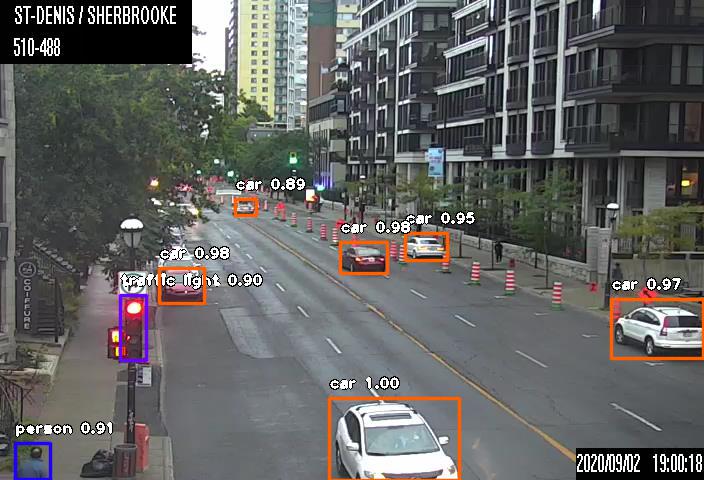 ST-DENIS / SHERBROOKE
510-488
car 0.89
car 0.98
car 0.95
car 0.98
traffic light 0.90
car 0.97
COIFFURE
car 1.00
person 0.91
2020/09/02 19:00:18